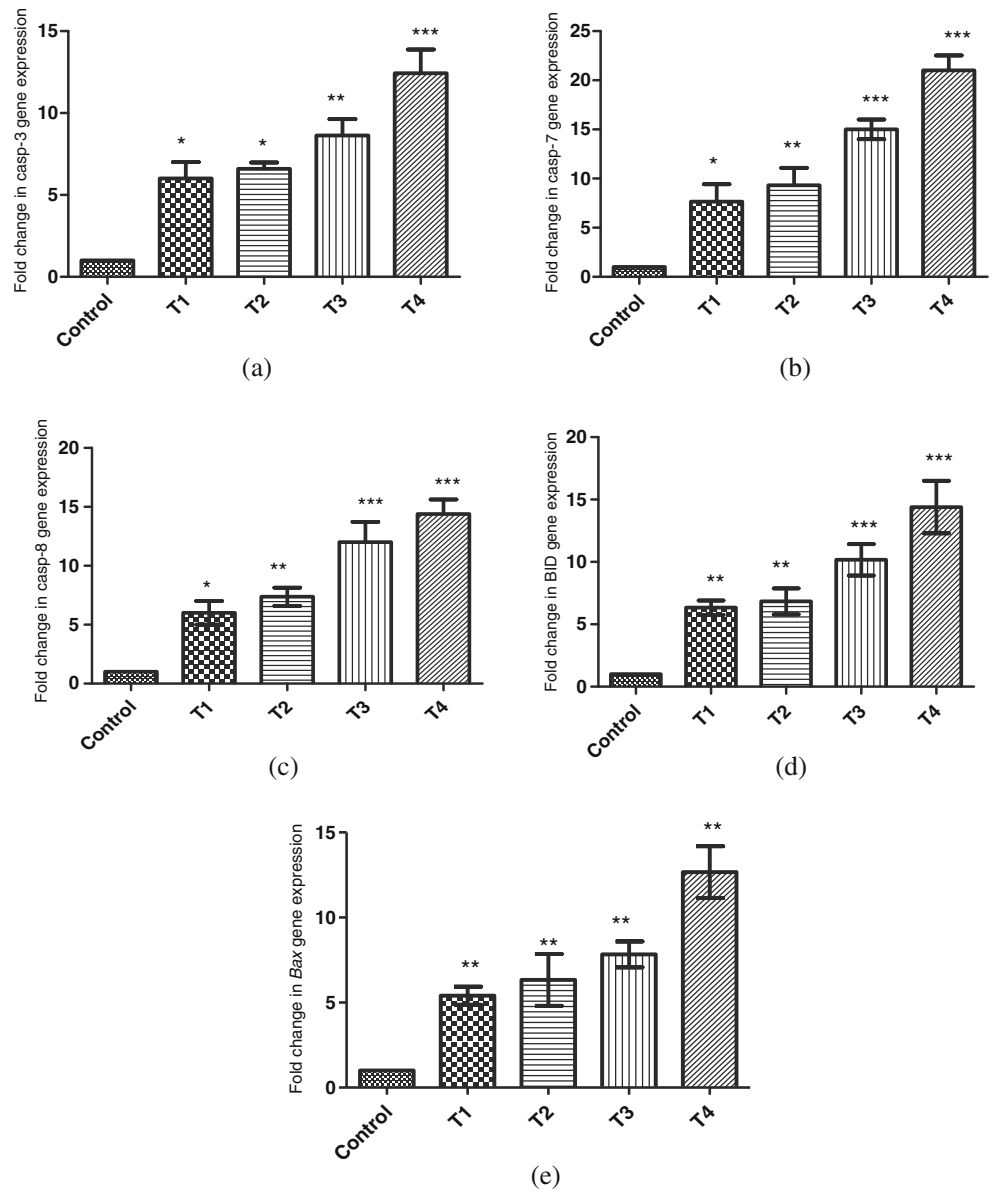 Fold change in casp-3 gene expression
15
10
5
0
***
**
*
*
Control
T1
T2
T3
T4
(a)
Fold change in casp-7 gene expression
25
20
15
10
5
0
***
***
**
*
Control
T1
T2
T3
T4
(b)
Fold change in casp-8 gene expression
20
15
10
5
0
***
***
**
*
Control
T1
T2
T3
T4
(c)
Fold change in BID gene expression
20
15
10
5
0
***
***
**
**
Control
T1
T2
T3
T4
(d)
Fold change in Bax gene expression
15
10
5
0
**
**
**
**
Control
T1
T2
T3
T4
(e)